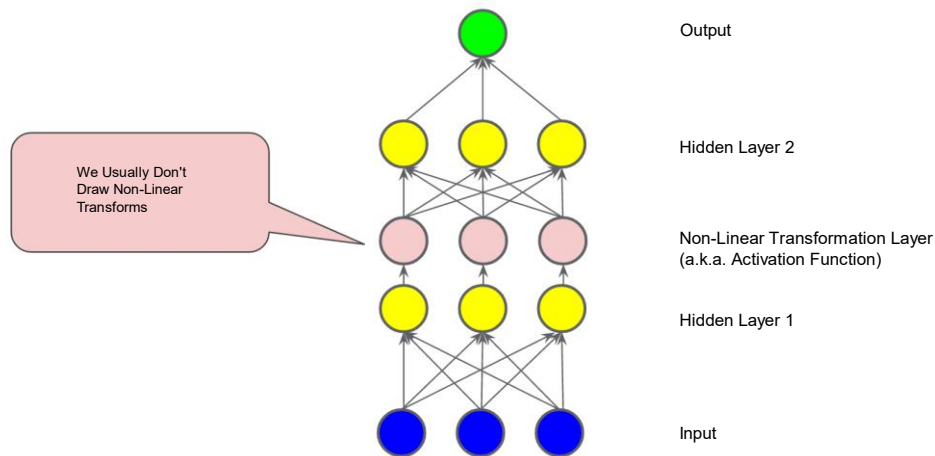 Output
Hidden Layer 2
We Usually Don't
Draw Non-Linear
Transforms
Non-Linear Transformation Layer
(a.k.a. Activation Function)
Hidden Layer 1
Input